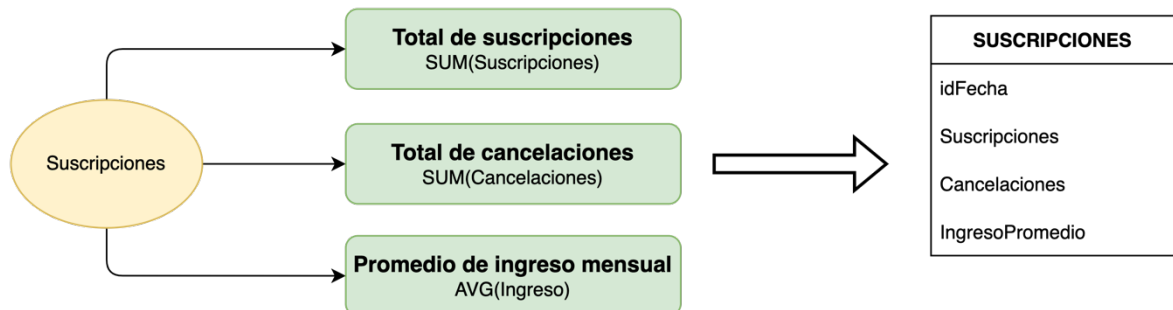 Suscripciones
Total de suscripciones
SUM(Suscripciones)
Total de cancelaciones
SUM(Cancelaciones)
Promedio de ingreso mensual
AVG(Ingreso)
SUSCRIPCIONES
idFecha
Suscripciones
Cancelaciones
IngresoPromedio